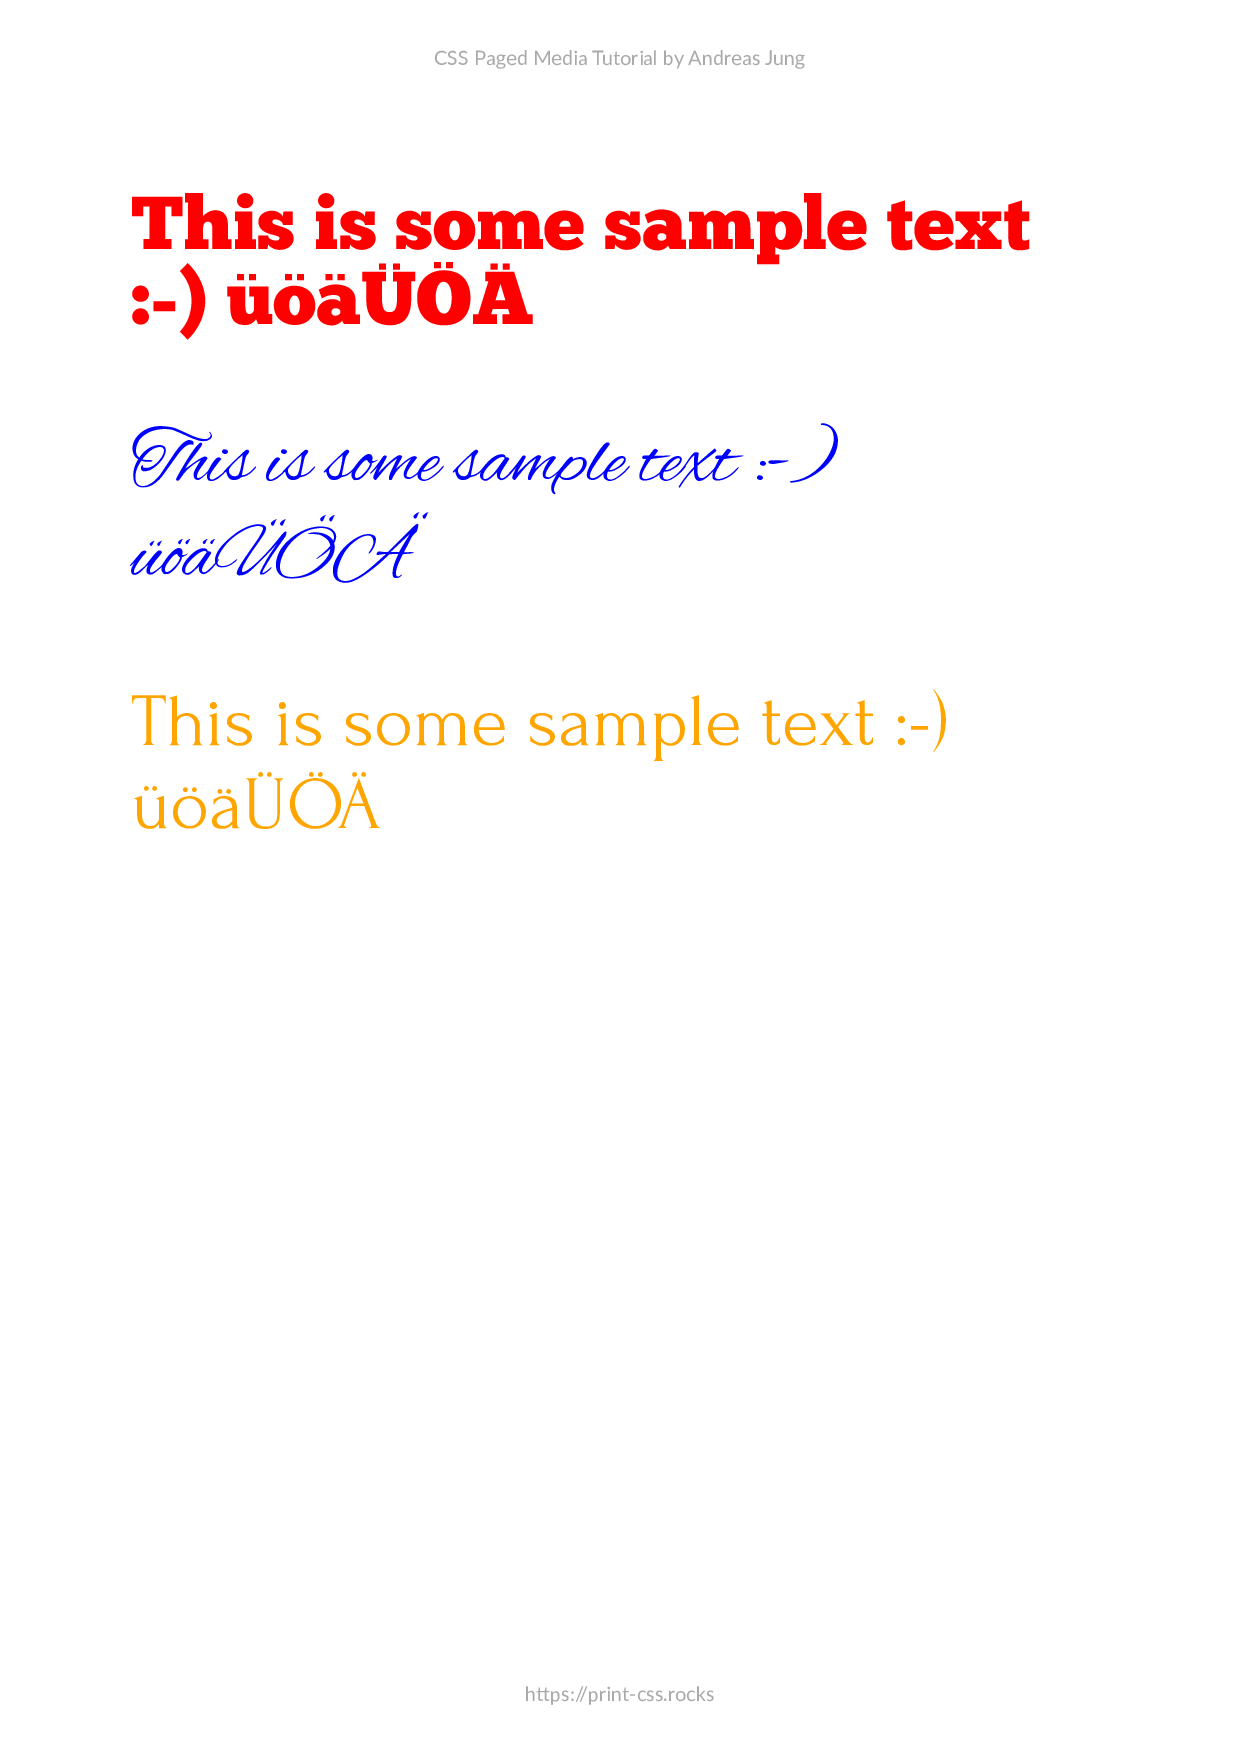 CSS Paged Media Tutorial by Andreas Jung
This is some sample text
:-) üöäÜÖÄ
This is some sample text :-)
üöäÜÖÄ
This is some sample text :-)
üöäÜÖÄ
https://print-css.rocks